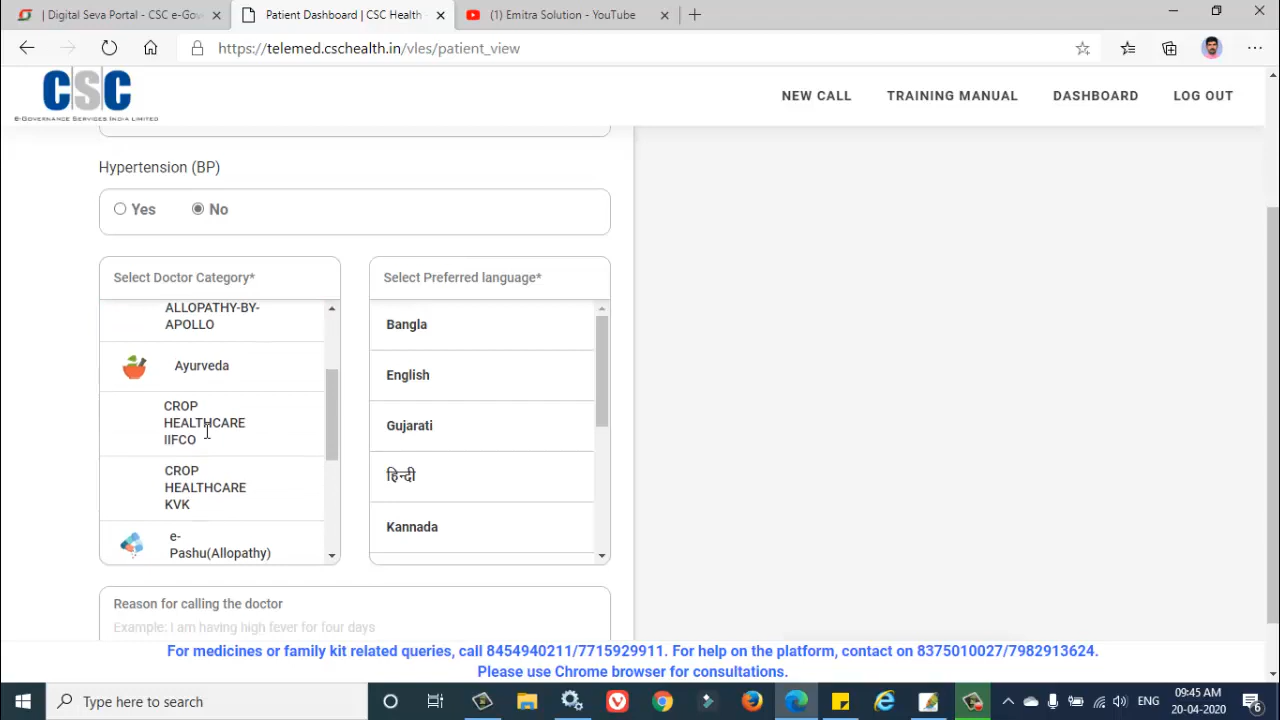 | Digital Seva Portal - CSC e-Gov
Patient Dashboard | CSC Health
(1) Emitra Solution - YouTube
https://telemed.cschealth.in/vles/patient_view
CSC
e-GOVERNANCE SERVICES INDIA LIMITED
NEW CALL
TRAINING MANUAL
DASHBOARD
LOG OUT
Hypertension (BP)
Yes
No
Select Doctor Category*
ALLOPATHY-BY-
APOLLO
Ayurveda
CROP
HEALTHCARE
IIFCO
CROP
HEALTHCARE
KVK
e-
Pashu(Allopathy)
Select Preferred language*
Bangla
English
Gujarati
हिन्दी
Kannada
Reason for calling the doctor
Example: I am having high fever for four days
For medicines or family kit related queries, call 8454940211/7715929911. For help on the platform, contact on 8375010027/7982913624.
Please use Chrome browser for consultations.
Type here to search
ENG
09:45 AM
20-04-2020
6